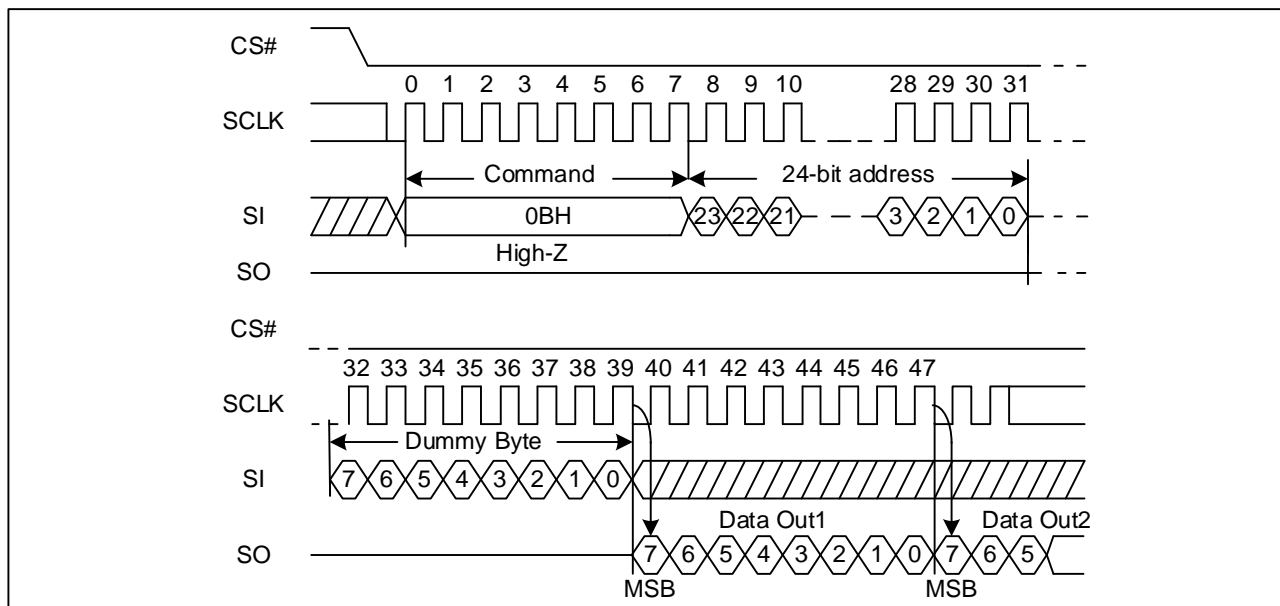 CS#
0 1 2 3 4 5 6 7 8 9 10 28 29 30 31
SCLK
Command 24-bit address
SI 0BH 23 22 21 3 2 1 0
High-Z
SO
CS#
32 33 34 35 36 37 38 39 40 41 42 43 44 45 46 47
SCLK
Dummy Byte
SI 7 6 5 4 3 2 1 0
Data Out1 Data Out2
SO 7 6 5 4 3 2 1 0 7 6 5
MSB MSB